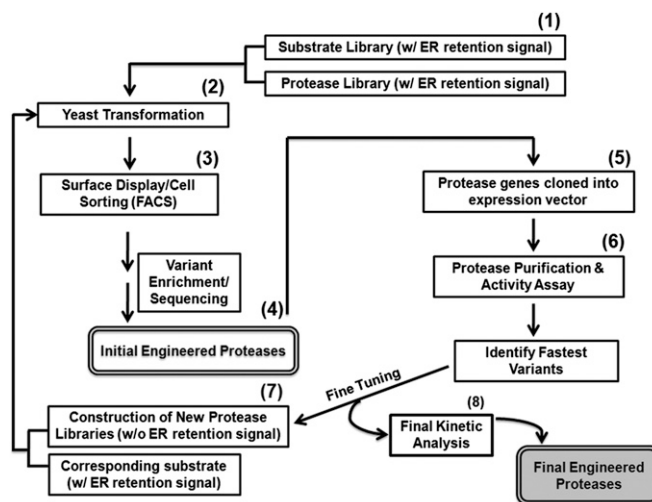 (1)
Substrate Library (w/ ER retention signal)
Protease Library (w/ ER retention signal)
(2)
Yeast Transformation
(3)
Surface Display/Cell
Sorting (FACS)
Variant
Enrichment/
Sequencing
(4)
Initial Engineered Proteases
(5)
Protease genes cloned into
expression vector
(6)
Protease Purification &
Activity Assay
Identify Fastest
Variants
Fine Tuning
(7)
Construction of New Protease
Libraries (w/o ER retention signal)
Corresponding substrate
(w/ ER retention signal)
(8)
Final Kinetic
Analysis
Final Engineered
Proteases